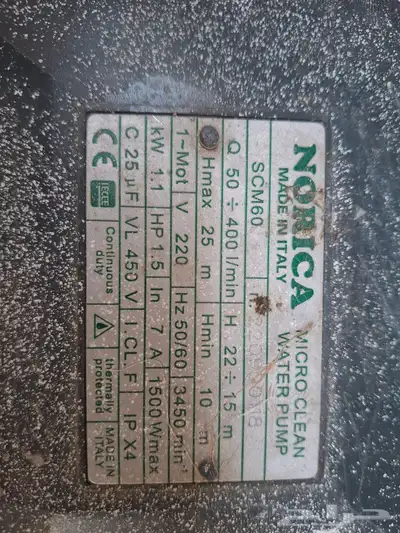 NORICA
MADE IN ITALY
MICRO CLEAN
WATER PUMP
SCM60
Q 50 ÷ 400 l/min H 22 ÷ 15 m
Hmax 25 m Hmin 10 m
1~Mot V 220 Hz 50/60 3450 min⁻¹
kW 1.1 HP 1.5 In 7 A 1500 Wmax
C 25 µF VL 450 V I.CL. F IP X4
CE
Continuous duty
thermally protected
MADE IN ITALY
حراج